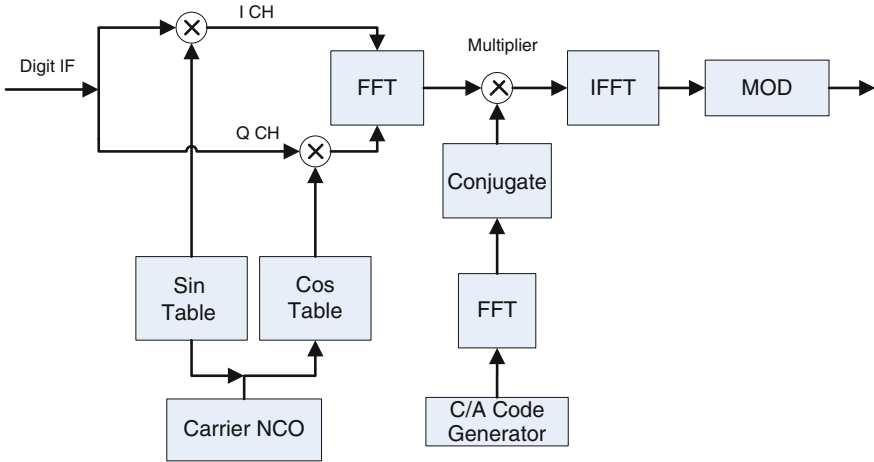 I CH
Digit IF
Multiplier
FFT
IFFT
MOD
Q CH
Conjugate
Sin
Table
Cos
Table
FFT
Carrier NCO
C/A Code
Generator